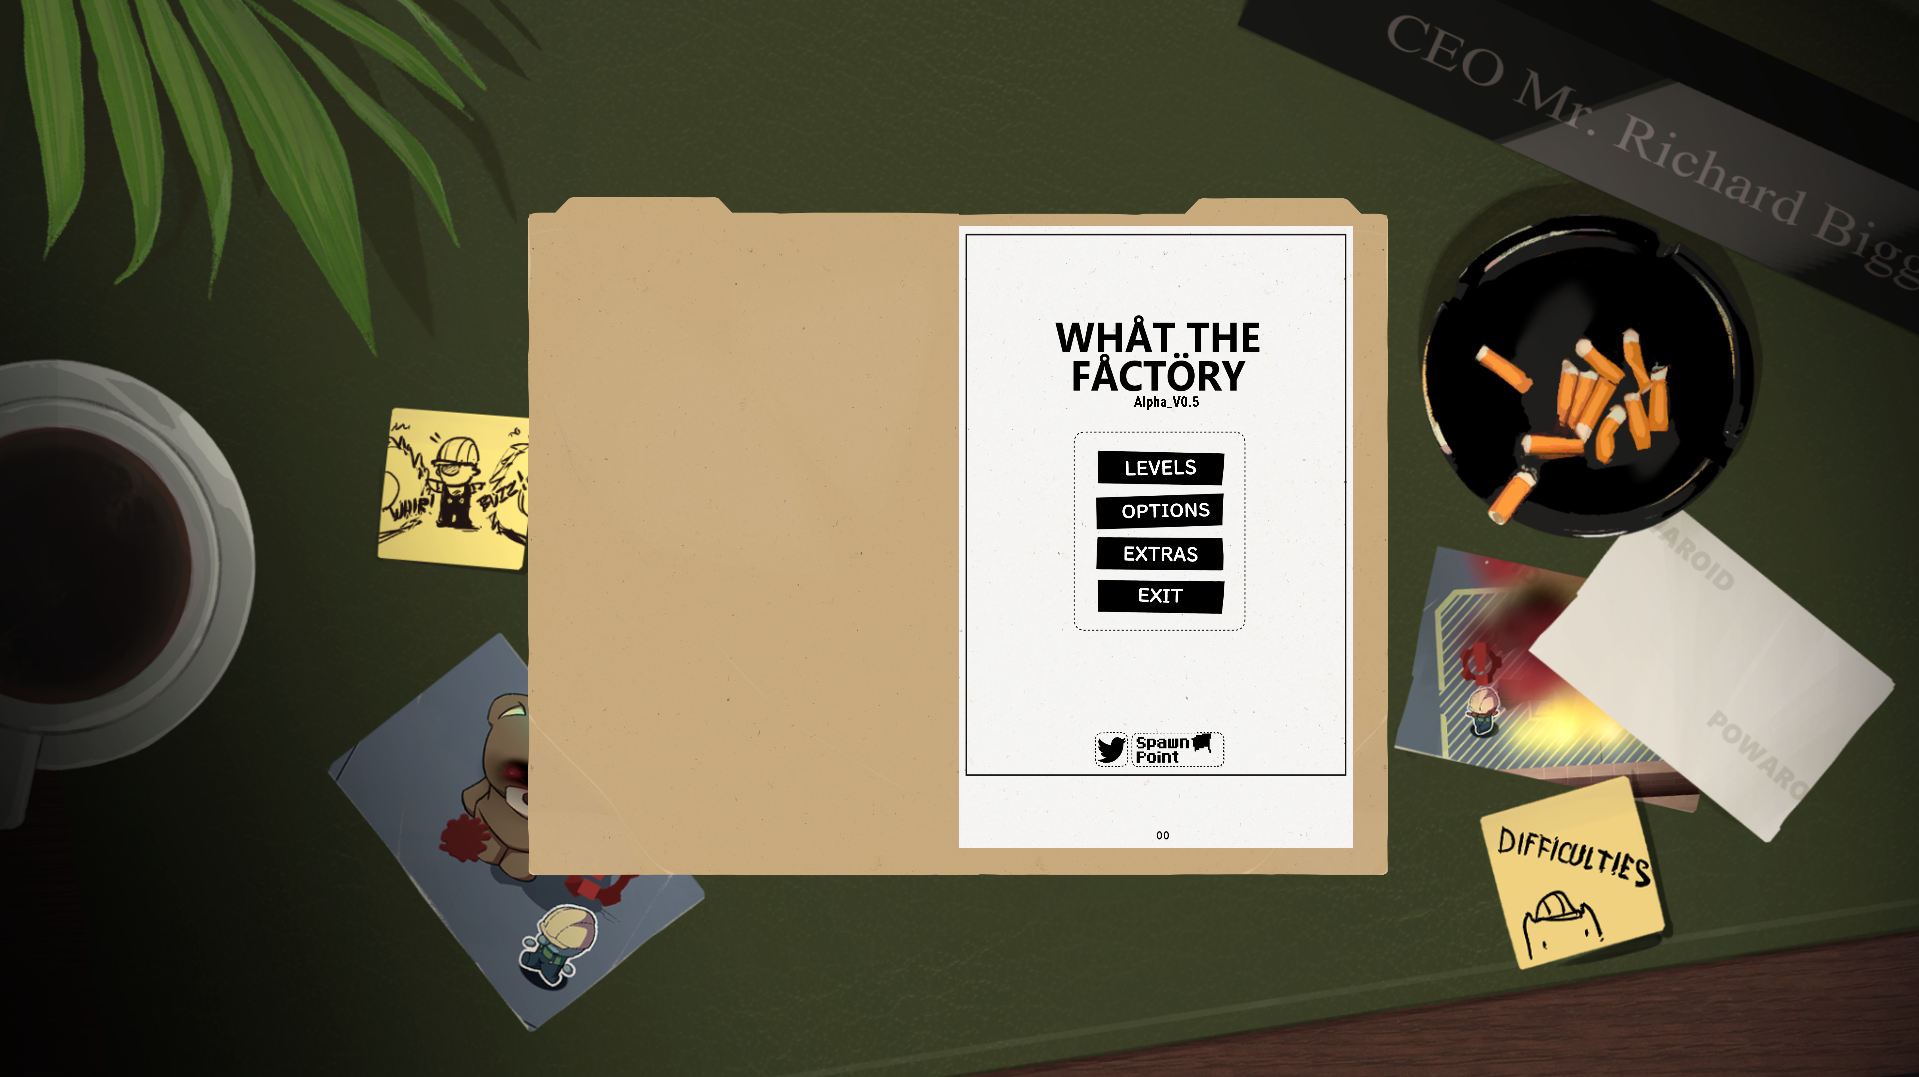 CEO Mr. Richard Bigg
WHÅT THE
FÅCTÖRY
Alpha_V0.5
LEVELS
OPTIONS
EXTRAS
EXIT
Spawn
Point
00
WHIP!
BUZZ!
AROID
POWARO
DIFFICULTIES